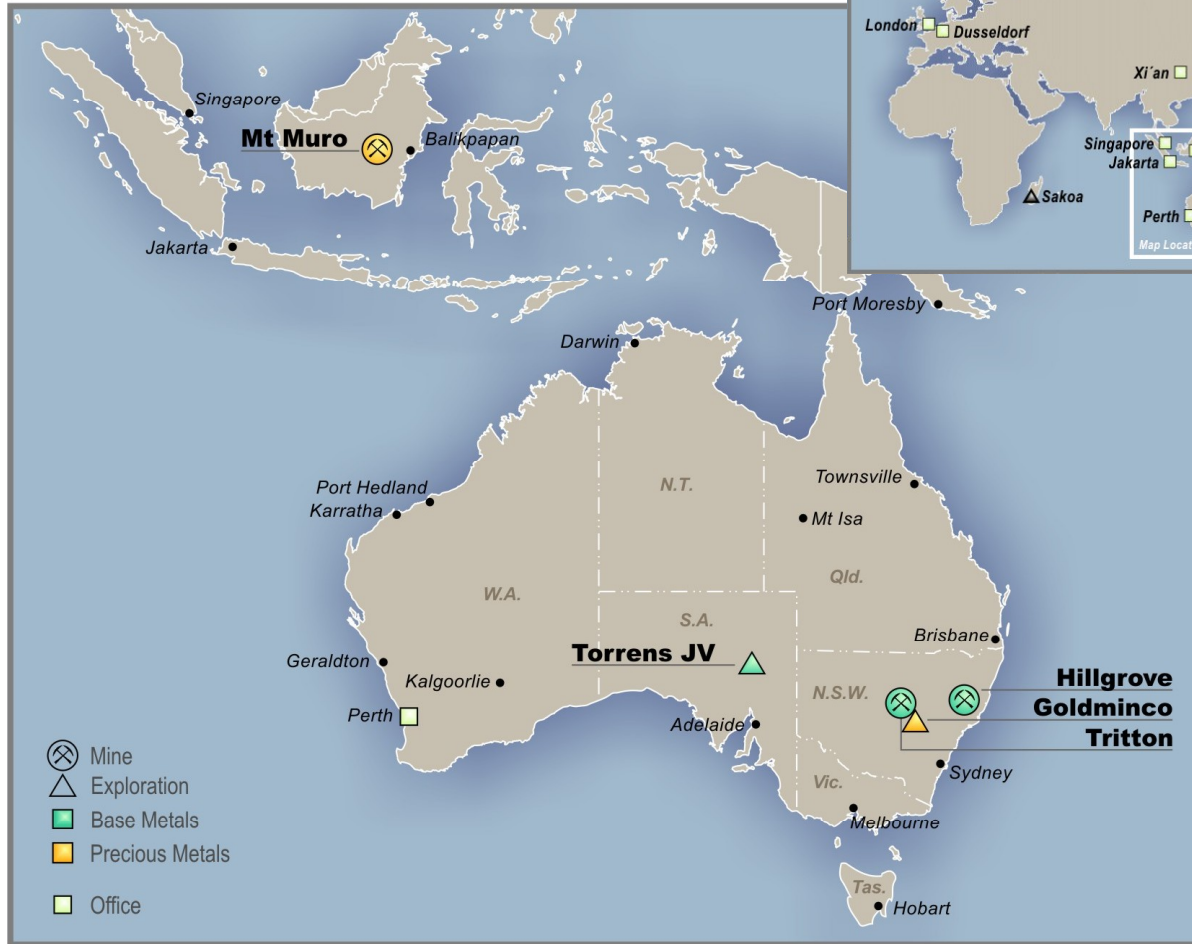 London
Dusseldorf
Xi´an
Singapore
Jakarta
Sakoa
Perth
Singapore
Mt Muro
Balikpapan
Jakarta
Port Moresby
Darwin
Port Hedland
Karratha
Townsville
Mt Isa
N.T.
Qld.
W.A.
S.A.
Brisbane
Torrens JV
Geraldton
Kalgoorlie
N.S.W.
Hillgrove
Goldminco
Tritton
Perth
Adelaide
Sydney
Vic.
Melbourne
Tas.
Hobart
Mine
Exploration
Base Metals
Precious Metals
Office